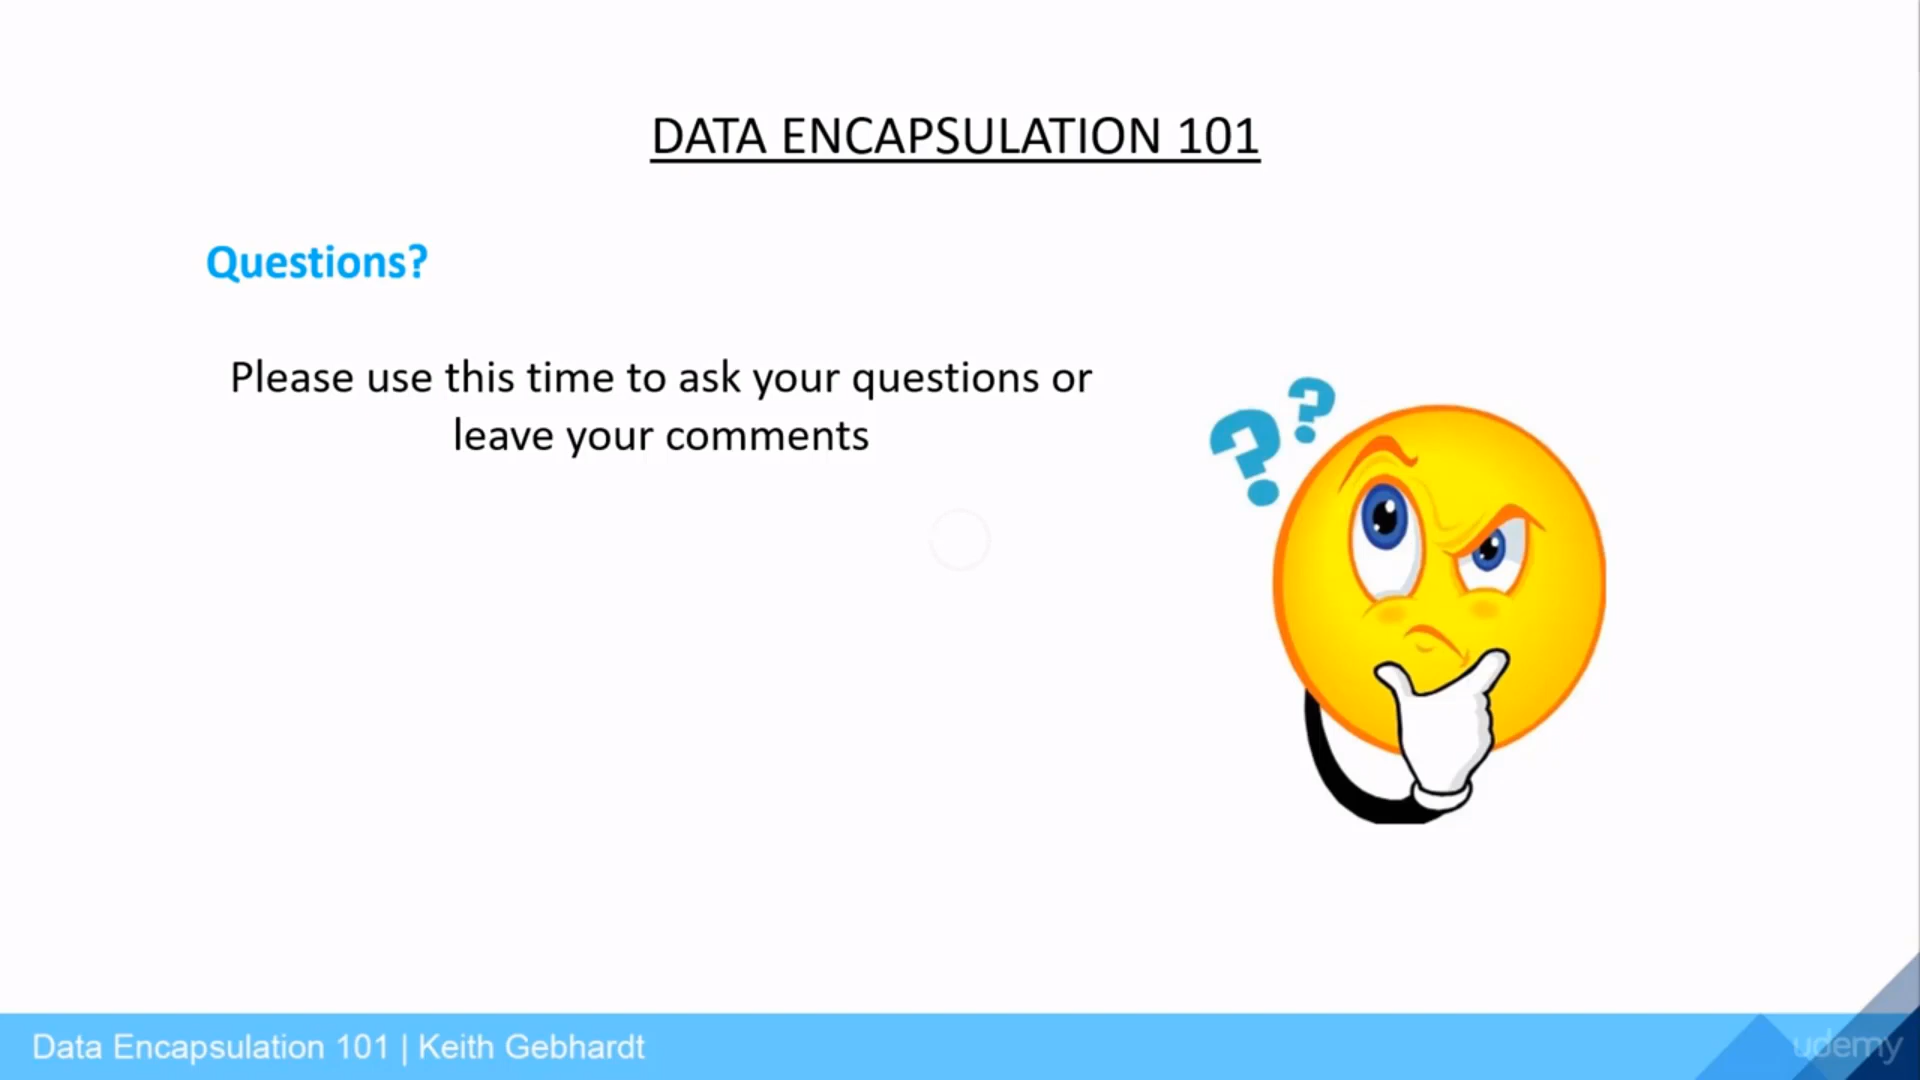 DATA ENCAPSULATION 101
Questions?
Please use this time to ask your questions or
leave your comments
? ?
Data Encapsulation 101 | Keith Gebhardt
udemy